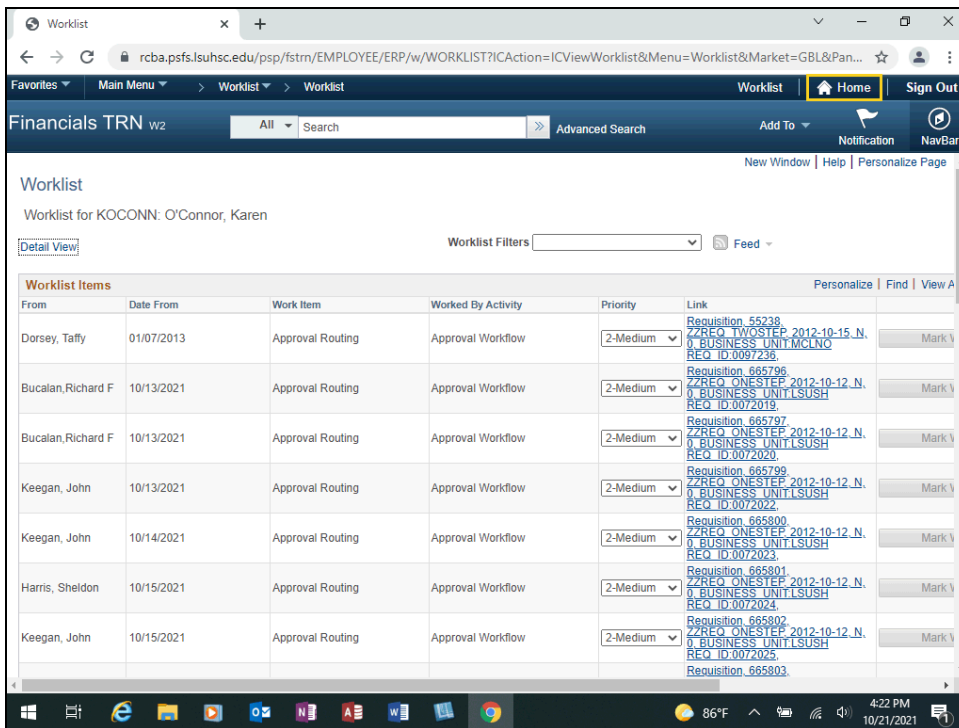 Worklist
rcba.psfs.lsuhsc.edu/psp/fstrn/EMPLOYEE/ERP/w/WORKLIST?ICAction=ICViewWorklist&Menu=Worklist&Market=GBL&Pan...
Favorites Main Menu > Worklist > Worklist Worklist Home Sign Out
Financials TRN W2 All Search Advanced Search Add To Notification NavBar
New Window | Help | Personalize Page
Worklist
Worklist for KOCONN: O'Connor, Karen
Detail View Worklist Filters Feed
Worklist Items Personalize | Find | View A
From Date From Work Item Worked By Activity Priority Link
Dorsey, Taffy 01/07/2013 Approval Routing Approval Workflow 2-Medium
Requisition, 55238,
ZZREQ_TWOSTEP, 2012-10-15, N,
0, BUSINESS_UNIT:MCLNO
REQ_ID:0097236,
Mark
Bucalan,Richard F 10/13/2021 Approval Routing Approval Workflow 2-Medium
Requisition, 665796,
ZZREQ_ONESTEP, 2012-10-12, N,
0, BUSINESS_UNIT:LSUSH
REQ_ID:0072019,
Mark
Bucalan,Richard F 10/13/2021 Approval Routing Approval Workflow 2-Medium
Requisition, 665797,
ZZREQ_ONESTEP, 2012-10-12, N,
0, BUSINESS_UNIT:LSUSH
REQ_ID:0072020,
Mark
Keegan, John 10/13/2021 Approval Routing Approval Workflow 2-Medium
Requisition, 665799,
ZZREQ_ONESTEP, 2012-10-12, N,
0, BUSINESS_UNIT:LSUSH
REQ_ID:0072022,
Mark
Keegan, John 10/14/2021 Approval Routing Approval Workflow 2-Medium
Requisition, 665800,
ZZREQ_ONESTEP, 2012-10-12, N,
0, BUSINESS_UNIT:LSUSH
REQ_ID:0072023,
Mark
Harris, Sheldon 10/15/2021 Approval Routing Approval Workflow 2-Medium
Requisition, 665801,
ZZREQ_ONESTEP, 2012-10-12, N,
0, BUSINESS_UNIT:LSUSH
REQ_ID:0072024,
Mark
Keegan, John 10/15/2021 Approval Routing Approval Workflow 2-Medium
Requisition, 665802,
ZZREQ_ONESTEP, 2012-10-12, N,
0, BUSINESS_UNIT:LSUSH
REQ_ID:0072025,
Mark
Requisition, 665803,
86°F 4:22 PM
10/21/2021